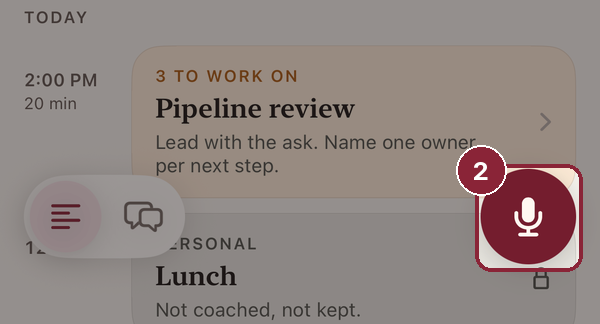 TODAY
2:00 PM
20 min
3 TO WORK ON
Pipeline review
Lead with the ask. Name one owner
per next step.
2
Lunch
Not coached, not kept.